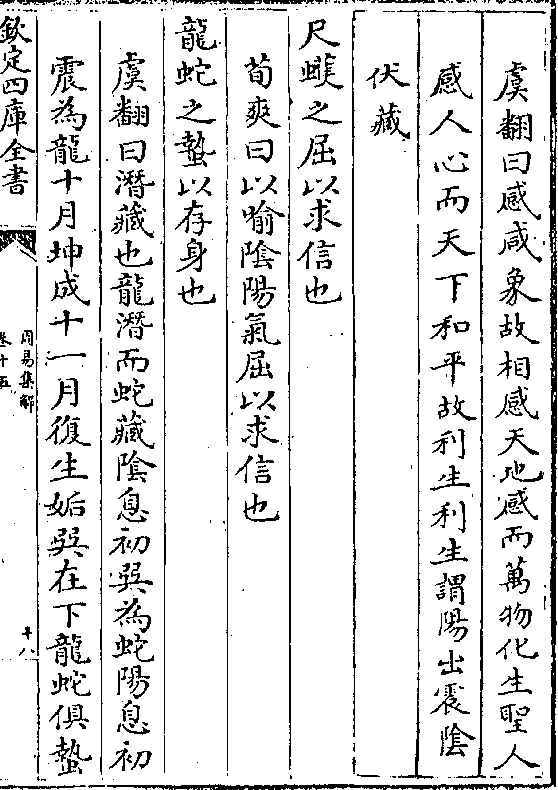 虞翻曰感咸象故相感天地感而萬物化生聖人
感人心而天下和平故利生利生謂陽出震陰
伏藏
尺蠖之屈以求信也
荀爽曰以喻陰陽氣屈以求信也
龍蛇之蟄以存身也
虞翻曰潛藏也龍潛而蛇藏陰息初巽為蛇陽息初
震為龍十月坤成十一月復生姤巽在下龍蛇俱蟄
欽定四庫全書
周易集解
卷十五
十八